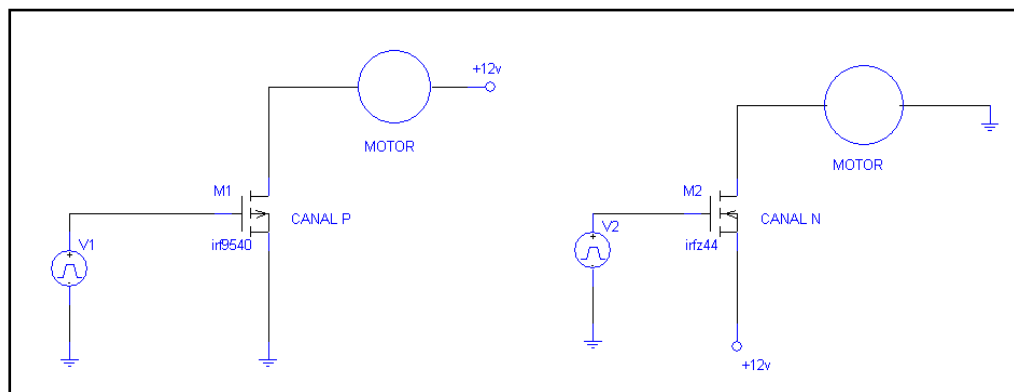 +12v
MOTOR
M1
CANAL P
V1
irf9540
MOTOR
M2
CANAL N
V2
irfz44
+12v